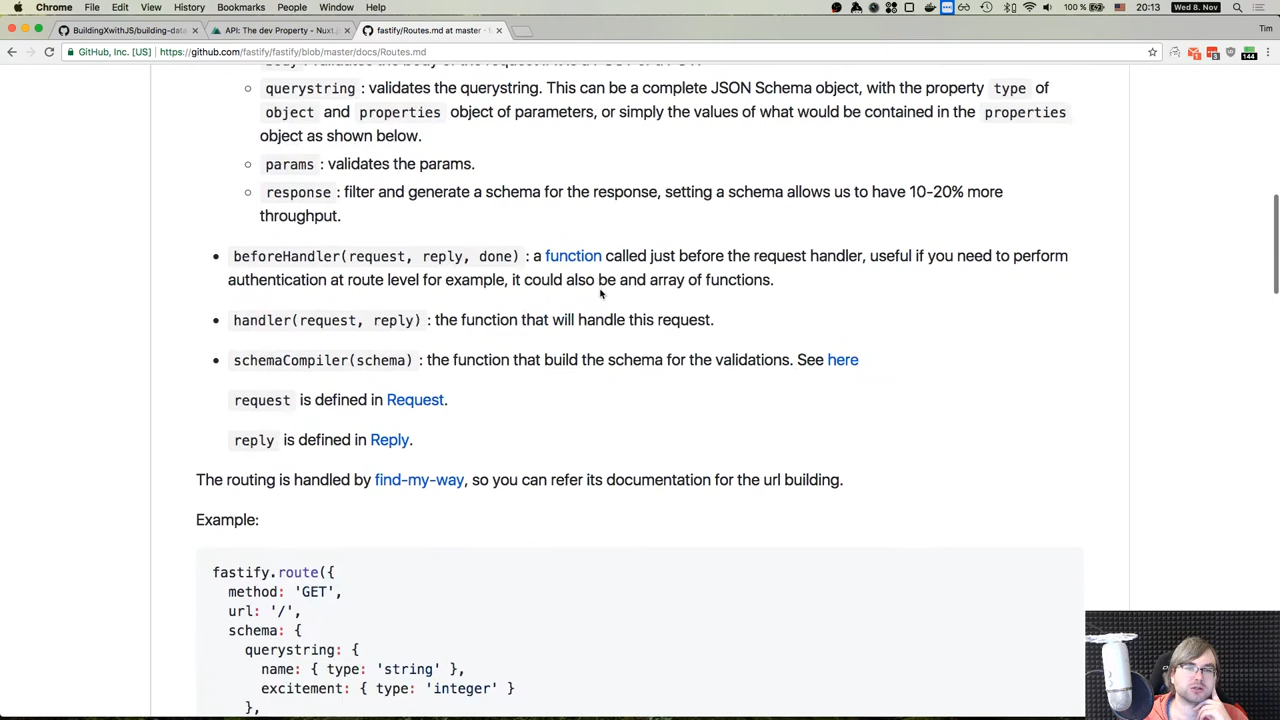 Chrome File Edit View History Bookmarks People Window Help 100 % 20:13 Wed 8. Nov
BuildingXwithJS/building-data API: The dev Property - Nuxt.js fastify/Routes.md at master · Tim
GitHub, Inc. [US] https://github.com/fastify/fastify/blob/master/docs/Routes.md 144
querystring : validates the querystring. This can be a complete JSON Schema object, with the property type of
object and properties object of parameters, or simply the values of what would be contained in the properties
object as shown below.
params : validates the params.
response : filter and generate a schema for the response, setting a schema allows us to have 10-20% more
throughput.
beforeHandler(request, reply, done) : a function called just before the request handler, useful if you need to perform
authentication at route level for example, it could also be and array of functions.
handler(request, reply) : the function that will handle this request.
schemaCompiler(schema) : the function that build the schema for the validations. See here
request is defined in Request.
reply is defined in Reply.
The routing is handled by find-my-way, so you can refer its documentation for the url building.
Example:
fastify.route({
method: 'GET',
url: '/',
schema: {
querystring: {
name: { type: 'string' },
excitement: { type: 'integer' }
},